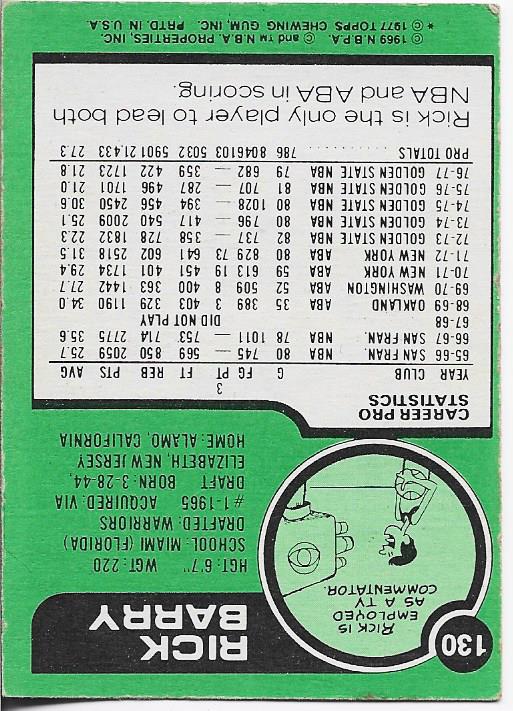 130
RICK
BARRY
RICK IS
EMPLOYED
AS A TV
COMMENTATOR.
HGT: 6'7" WGT: 220
SCHOOL: MIAMI (FLORIDA)
DRAFTED: WARRIORS
#1-1965 ACQUIRED: VIA
DRAFT BORN: 3-28-44,
ELIZABETH, NEW JERSEY
HOME: ALAMO, CALIFORNIA
CAREER PRO
STATISTICS
YEAR CLUB G FG 3 PT FT REB PTS AVG
65-66 SAN FRAN. NBA 80 745 — 569 850 2059 25.7
66-67 SAN FRAN. NBA 78 1011 — 753 714 2775 35.6
67-68 DID NOT PLAY
68-69 OAKLAND ABA 35 389 3 403 329 1190 34.0
69-70 WASHINGTON ABA 52 509 8 400 363 1442 27.7
70-71 NEW YORK ABA 59 613 19 451 401 1734 29.4
71-72 NEW YORK ABA 80 829 73 641 602 2518 31.5
72-73 GOLDEN STATE NBA 82 737 — 358 728 1832 22.3
73-74 GOLDEN STATE NBA 80 796 — 417 540 2009 25.1
74-75 GOLDEN STATE NBA 80 1028 — 394 456 2450 30.6
75-76 GOLDEN STATE NBA 81 707 — 287 496 1701 21.0
76-77 GOLDEN STATE NBA 79 682 — 359 422 1723 21.8
PRO TOTALS 786 8046 103 5032 5901 21,433 27.3
Rick is the only player to lead both
NBA and ABA in scoring.
© 1969 N.B.P.A. © and ™ N.B.A. PROPERTIES, INC.
* © 1977 TOPPS CHEWING GUM, INC. PRTD. IN U.S.A.